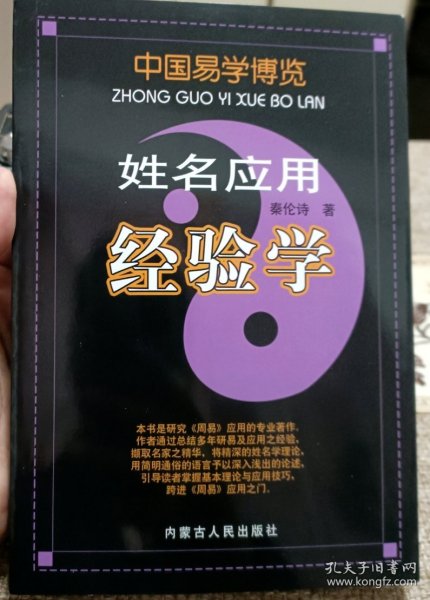 中国易学博览
ZHONG GUO YI XUE BO LAN
姓名应用
秦伦诗 著
经验学
本书是研究《周易》应用的专业著作.
作者通过总结多年研易及应用之经验、
撷取名家之精华，将精深的姓名学理论，
用简明通俗的语言予以深入浅出的论述，
引导读者掌握基本理论与应用技巧、
跨进《周易》应用之门.
内蒙古人民出版社
孔夫子旧书网
www.kongfz.com